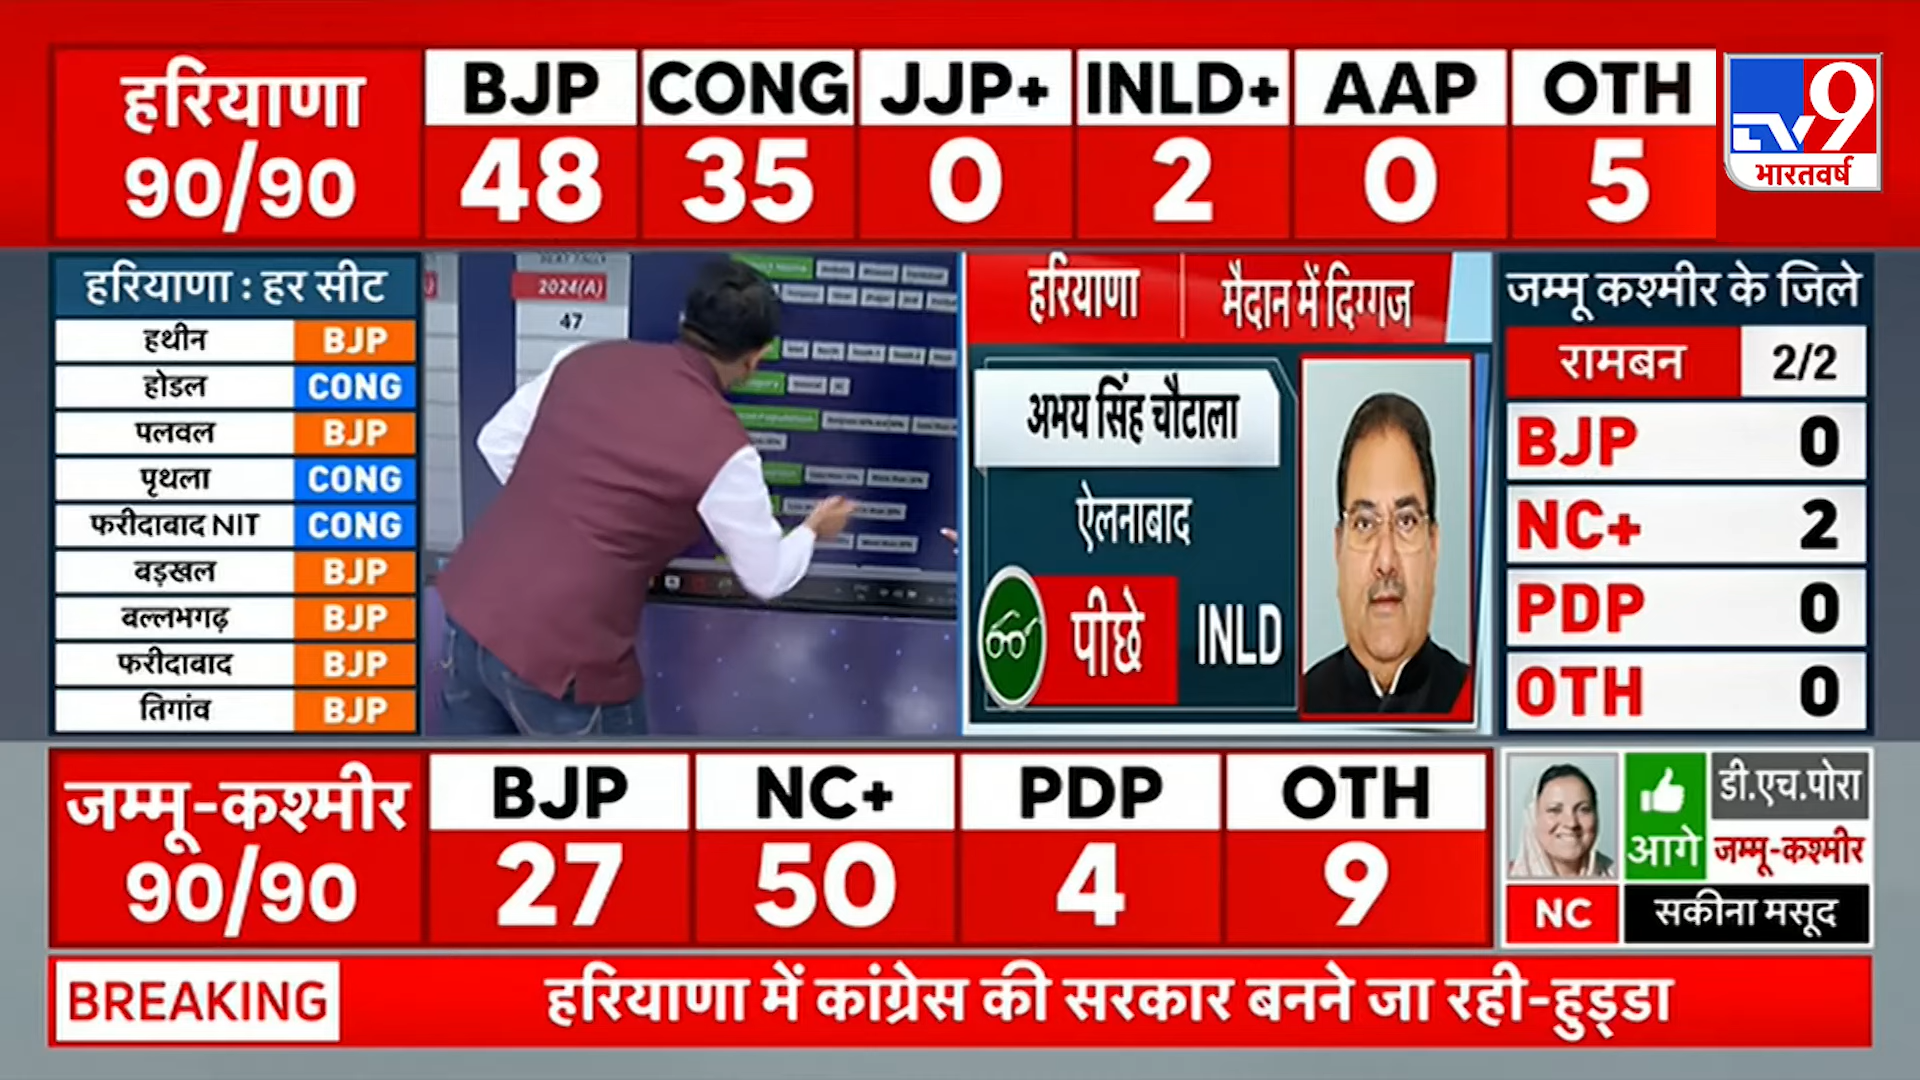 हरियाणा
90/90
BJP CONG JJP+ INLD+ AAP OTH
48 35 0 2 0 5
TV9
भारतवर्ष
हरियाणा : हर सीट
हथीन BJP
होडल CONG
पलवल BJP
पृथला CONG
फरीदाबाद NIT CONG
बड़खल BJP
वल्लभगढ़ BJP
फरीदाबाद BJP
तिगांव BJP
2024(A)
47
हरियाणा मैदान में दिग्गज
अभय सिंह चौटाला
ऐलनाबाद
पीछे INLD
जम्मू कश्मीर के जिले
रामबन 2/2
BJP 0
NC+ 2
PDP 0
OTH 0
जम्मू-कश्मीर
90/90
BJP NC+ PDP OTH
27 50 4 9
डी.एच.पोरा
आगे जम्मू-कश्मीर
NC सकीना मसूद
BREAKING हरियाणा में कांग्रेस की सरकार बनने जा रही-हुड्डा